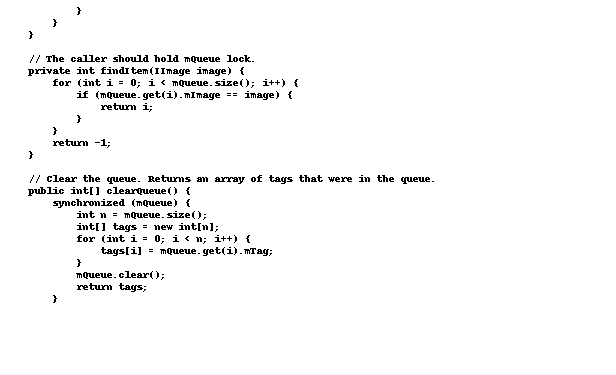 }
        }
    }

    // The caller should hold mQueue lock.
    private int findItem(IImage image) {
        for (int i = 0; i < mQueue.size(); i++) {
            if (mQueue.get(i).mImage == image) {
                return i;
            }
        }
        return -1;
    }

    // Clear the queue. Returns an array of tags that were in the queue.
    public int[] clearQueue() {
        synchronized (mQueue) {
            int n = mQueue.size();
            int[] tags = new int[n];
            for (int i = 0; i < n; i++) {
                tags[i] = mQueue.get(i).mTag;
            }
            mQueue.clear();
            return tags;
        }